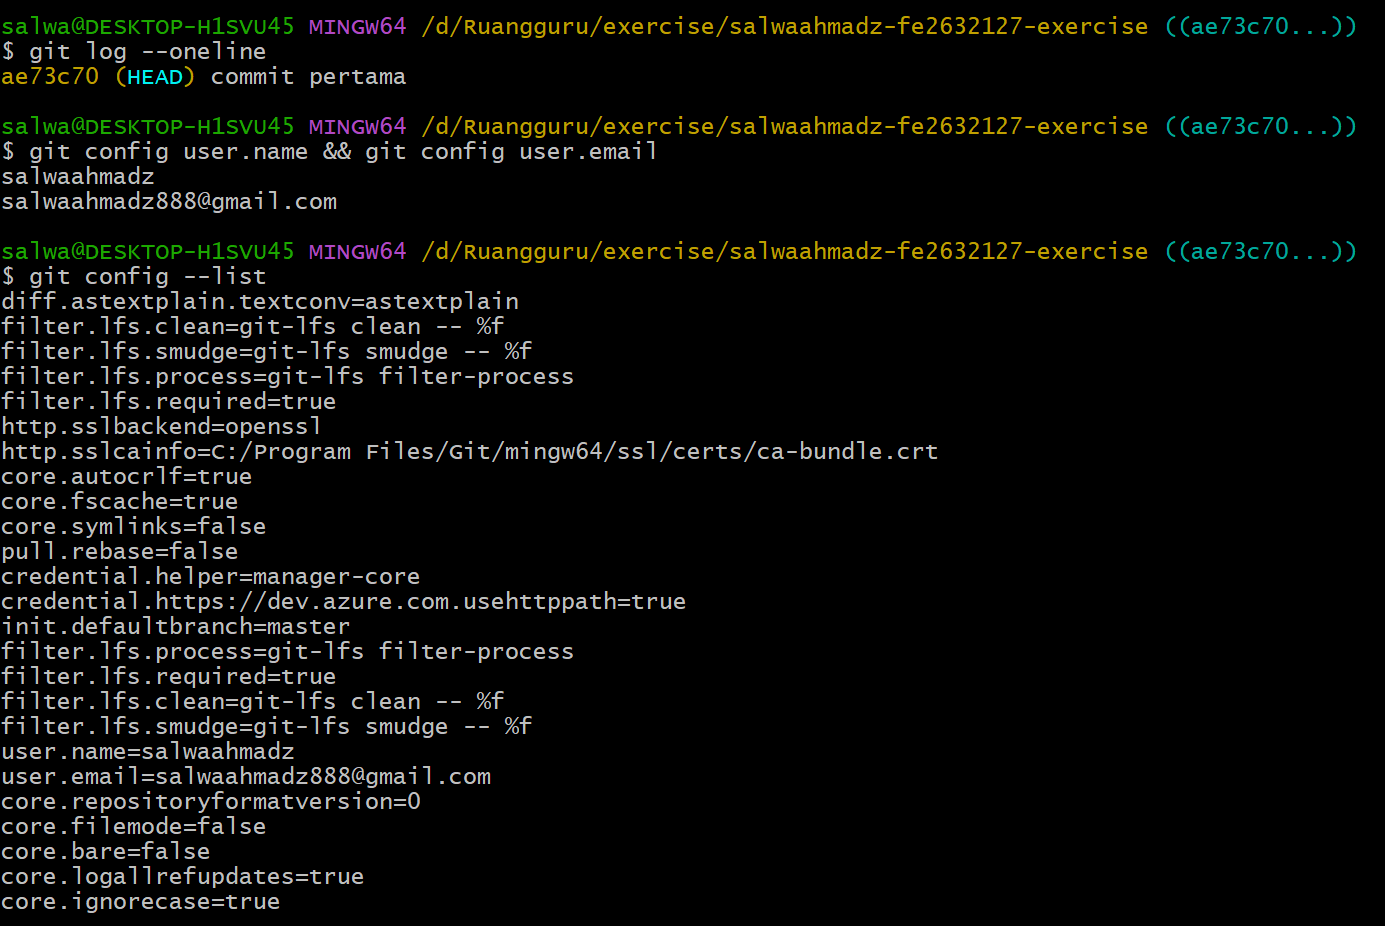 salwa@DESKTOP-H1SVU45 MINGW64 /d/Ruangguru/exercise/salwaahmadz-fe2632127-exercise ((ae73c70...))
$ git log --oneline
ae73c70 (HEAD) commit pertama
salwa@DESKTOP-H1SVU45 MINGW64 /d/Ruangguru/exercise/salwaahmadz-fe2632127-exercise ((ae73c70...))
$ git config user.name && git config user.email
salwaahmadz
salwaahmadz888@gmail.com
salwa@DESKTOP-H1SVU45 MINGW64 /d/Ruangguru/exercise/salwaahmadz-fe2632127-exercise ((ae73c70...))
$ git config --list
diff.astextplain.textconv=astextplain
filter.lfs.clean=git-lfs clean -- %f
filter.lfs.smudge=git-lfs smudge -- %f
filter.lfs.process=git-lfs filter-process
filter.lfs.required=true
http.sslbackend=openssl
http.sslcainfo=C:/Program Files/Git/mingw64/ssl/certs/ca-bundle.crt
core.autocrlf=true
core.fscache=true
core.symlinks=false
pull.rebase=false
credential.helper=manager-core
credential.https://dev.azure.com.usehttppath=true
init.defaultbranch=master
filter.lfs.process=git-lfs filter-process
filter.lfs.required=true
filter.lfs.clean=git-lfs clean -- %f
filter.lfs.smudge=git-lfs smudge -- %f
user.name=salwaahmadz
user.email=salwaahmadz888@gmail.com
core.repositoryformatversion=0
core.filemode=false
core.bare=false
core.logallrefupdates=true
core.ignorecase=true